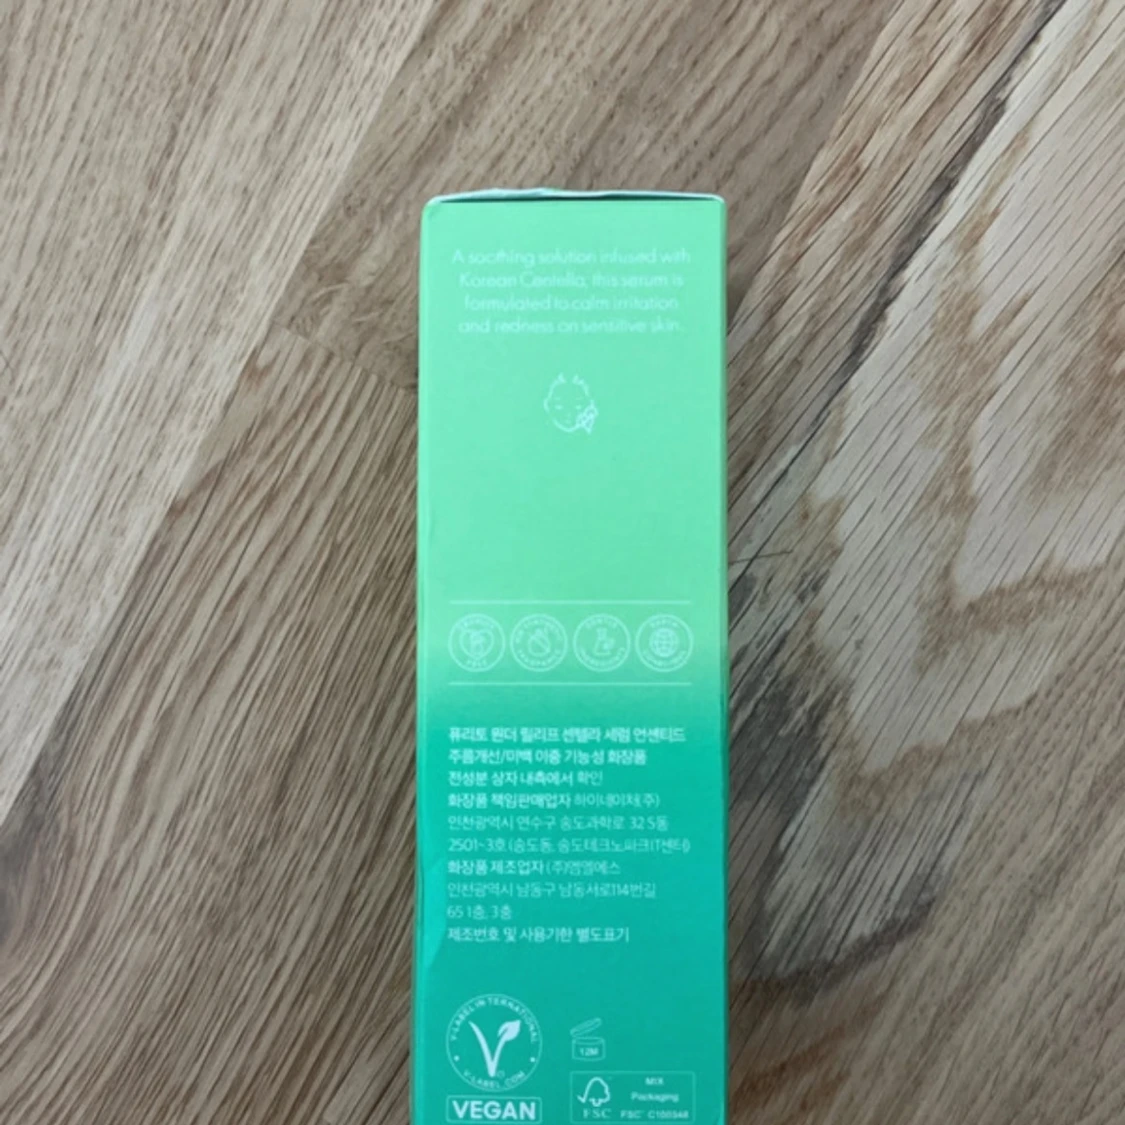 A soothing solution infused with
Korean Centella, this serum is
formulated to calm irritation
and redness on sensitive skin.
퓨리토 원더 릴리프 센텔라 세럼 언센티드
주름개선/미백 이중 기능성 화장품
전성분 상자 내측에서 확인
화장품 책임판매업자 하이네이처(주)
인천광역시 연수구 송도과학로 32 S동
2501~3호 (송도동, 송도테크노파크IT센터)
화장품 제조업자 (주)엠엘에스
인천광역시 남동구 남동서로114번길
65 1층, 3층
제조번호 및 사용기한 별도표기
V-LABEL INTERNATIONAL
V-LABEL.COM
12M
VEGAN
FSC
MIX
Packaging
FSC® C100348